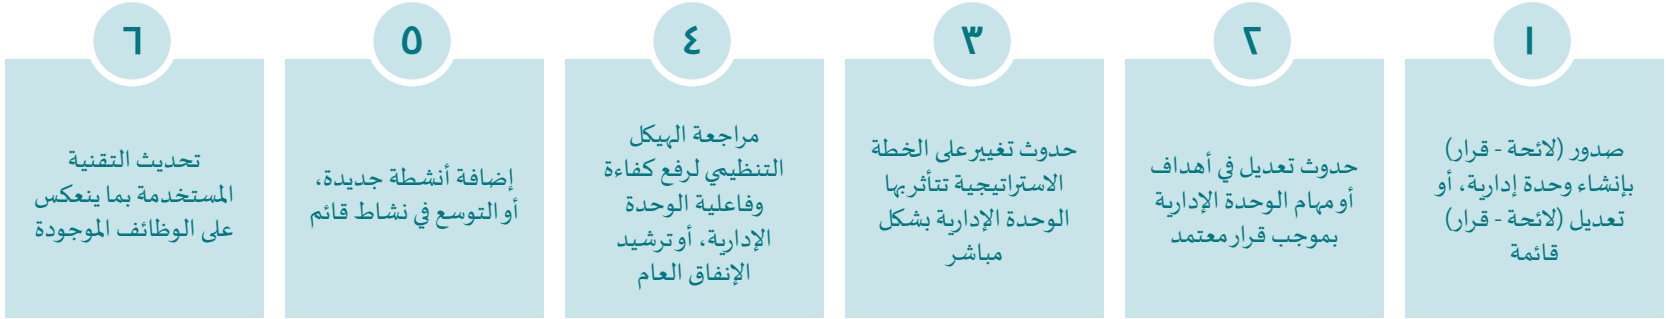 ١
صدور (لائحة - قرار)
بإنشاء وحدة إدارية، أو
تعديل (لائحة - قرار)
قائمة
٢
حدوث تعديل في أهداف
أو مهام الوحدة الإدارية
بموجب قرار معتمد
٣
حدوث تغيير على الخطة
الاستراتيجية تتأثر بها
الوحدة الإدارية بشكل
مباشر
٤
مراجعة الهيكل
التنظيمي لرفع كفاءة
وفاعلية الوحدة
الإدارية، أو ترشيد
الإنفاق العام
٥
إضافة أنشطة جديدة،
أو التوسع في نشاط قائم
٦
تحديث التقنية
المستخدمة بما ينعكس
على الوظائف الموجودة